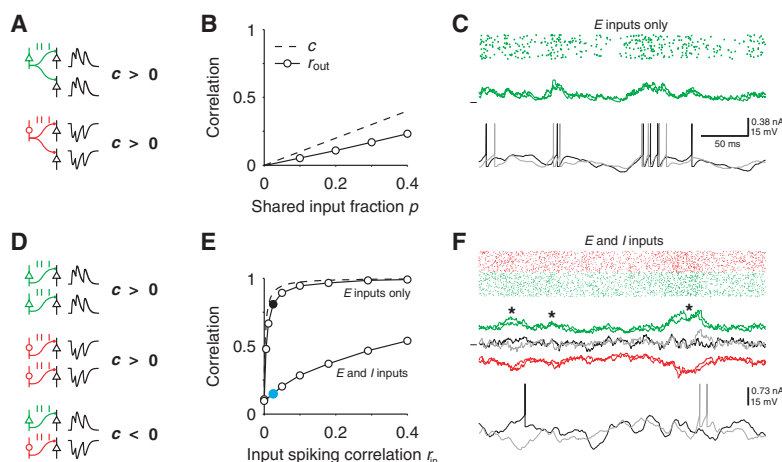 A
c > 0
c > 0
B
Correlation
1
0.5
0
c
r_out
0
0.2
0.4
Shared input fraction p
C
E inputs only
0.38 nA
15 mV
50 ms
D
c > 0
c > 0
c < 0
E
Correlation
1
0.5
0
E inputs only
E and I inputs
0
0.2
0.4
Input spiking correlation r_in
F
E and I inputs
* * *
0.73 nA
15 mV